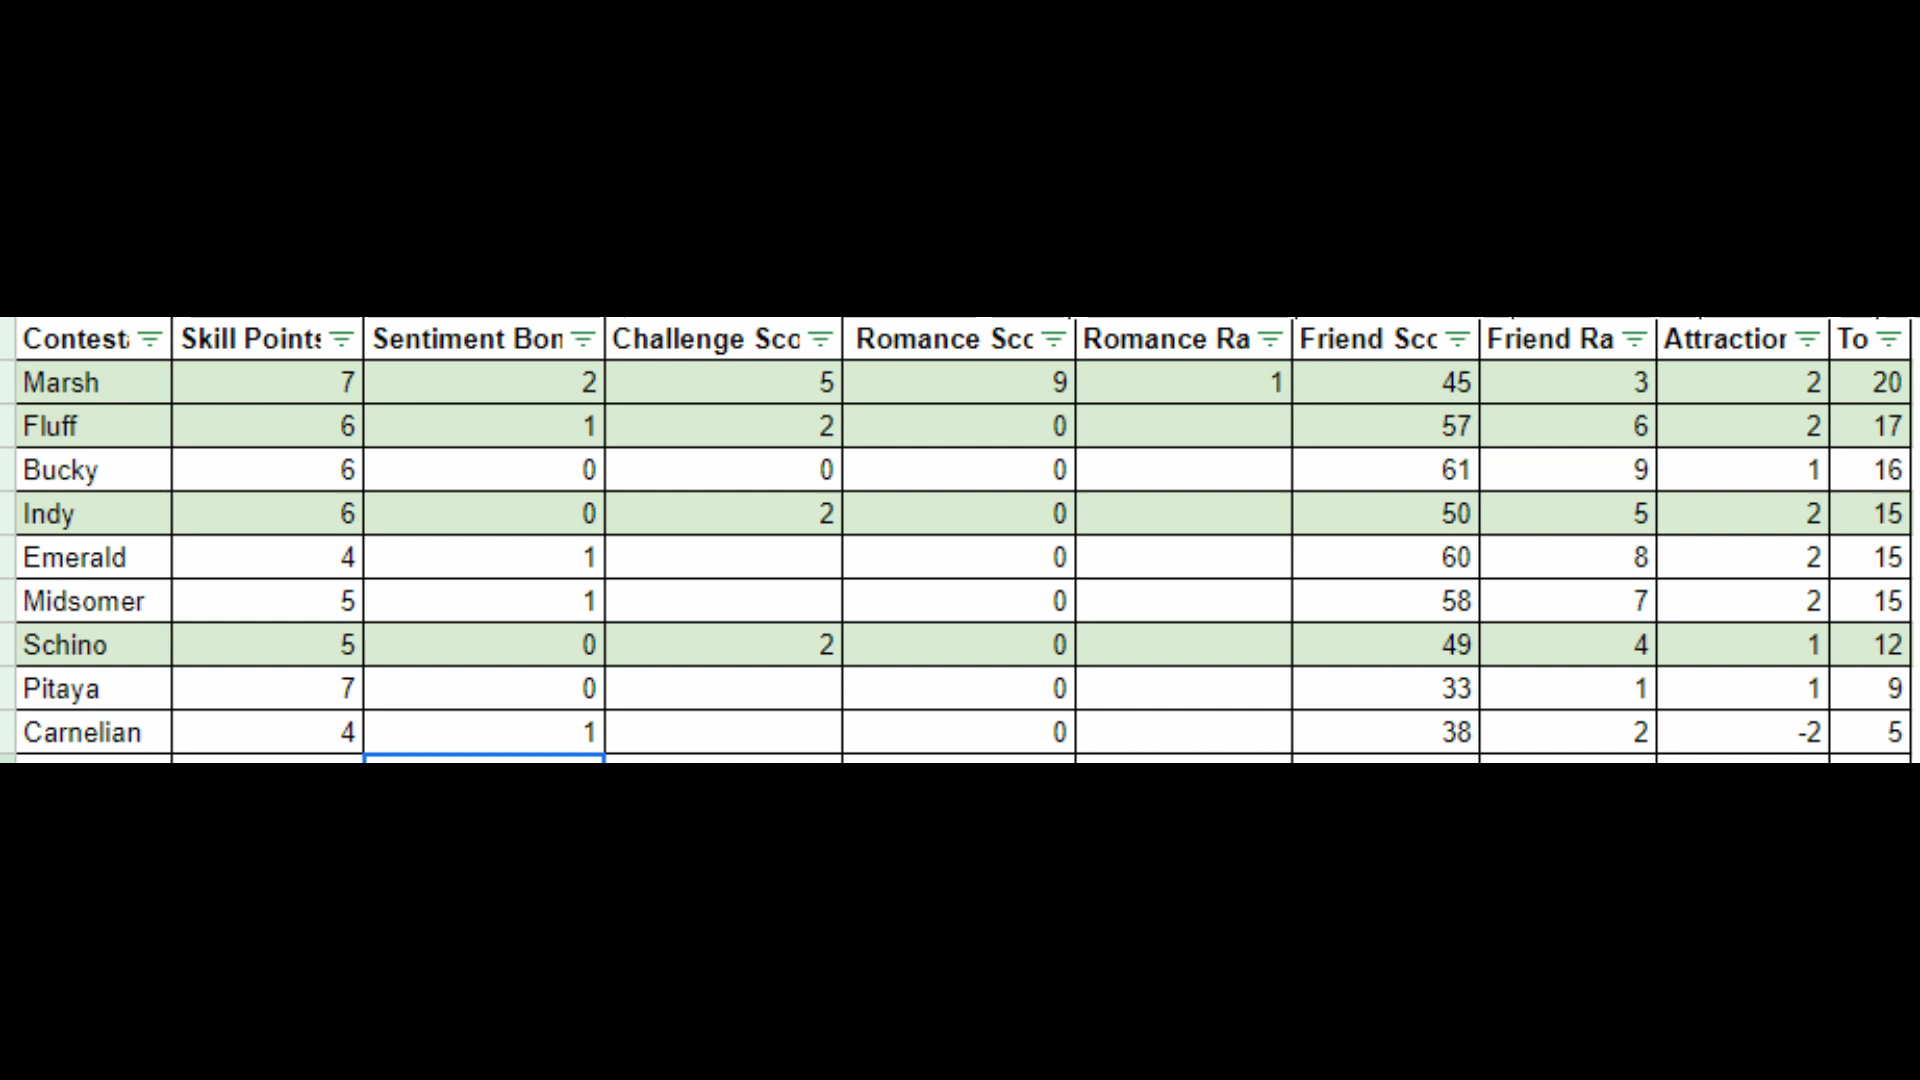 Contest Skill Points Sentiment Bon Challenge Sco Romance Sco Romance Ra Friend Sco Friend Ra Attraction To
Marsh 7 2 5 9 1 45 3 2 20
Fluff 6 1 2 0 57 6 2 17
Bucky 6 0 0 0 61 9 1 16
Indy 6 0 2 0 50 5 2 15
Emerald 4 1 0 60 8 2 15
Midsomer 5 1 0 58 7 2 15
Schino 5 0 2 0 49 4 1 12
Pitaya 7 0 0 33 1 1 9
Carnelian 4 1 0 38 2 -2 5